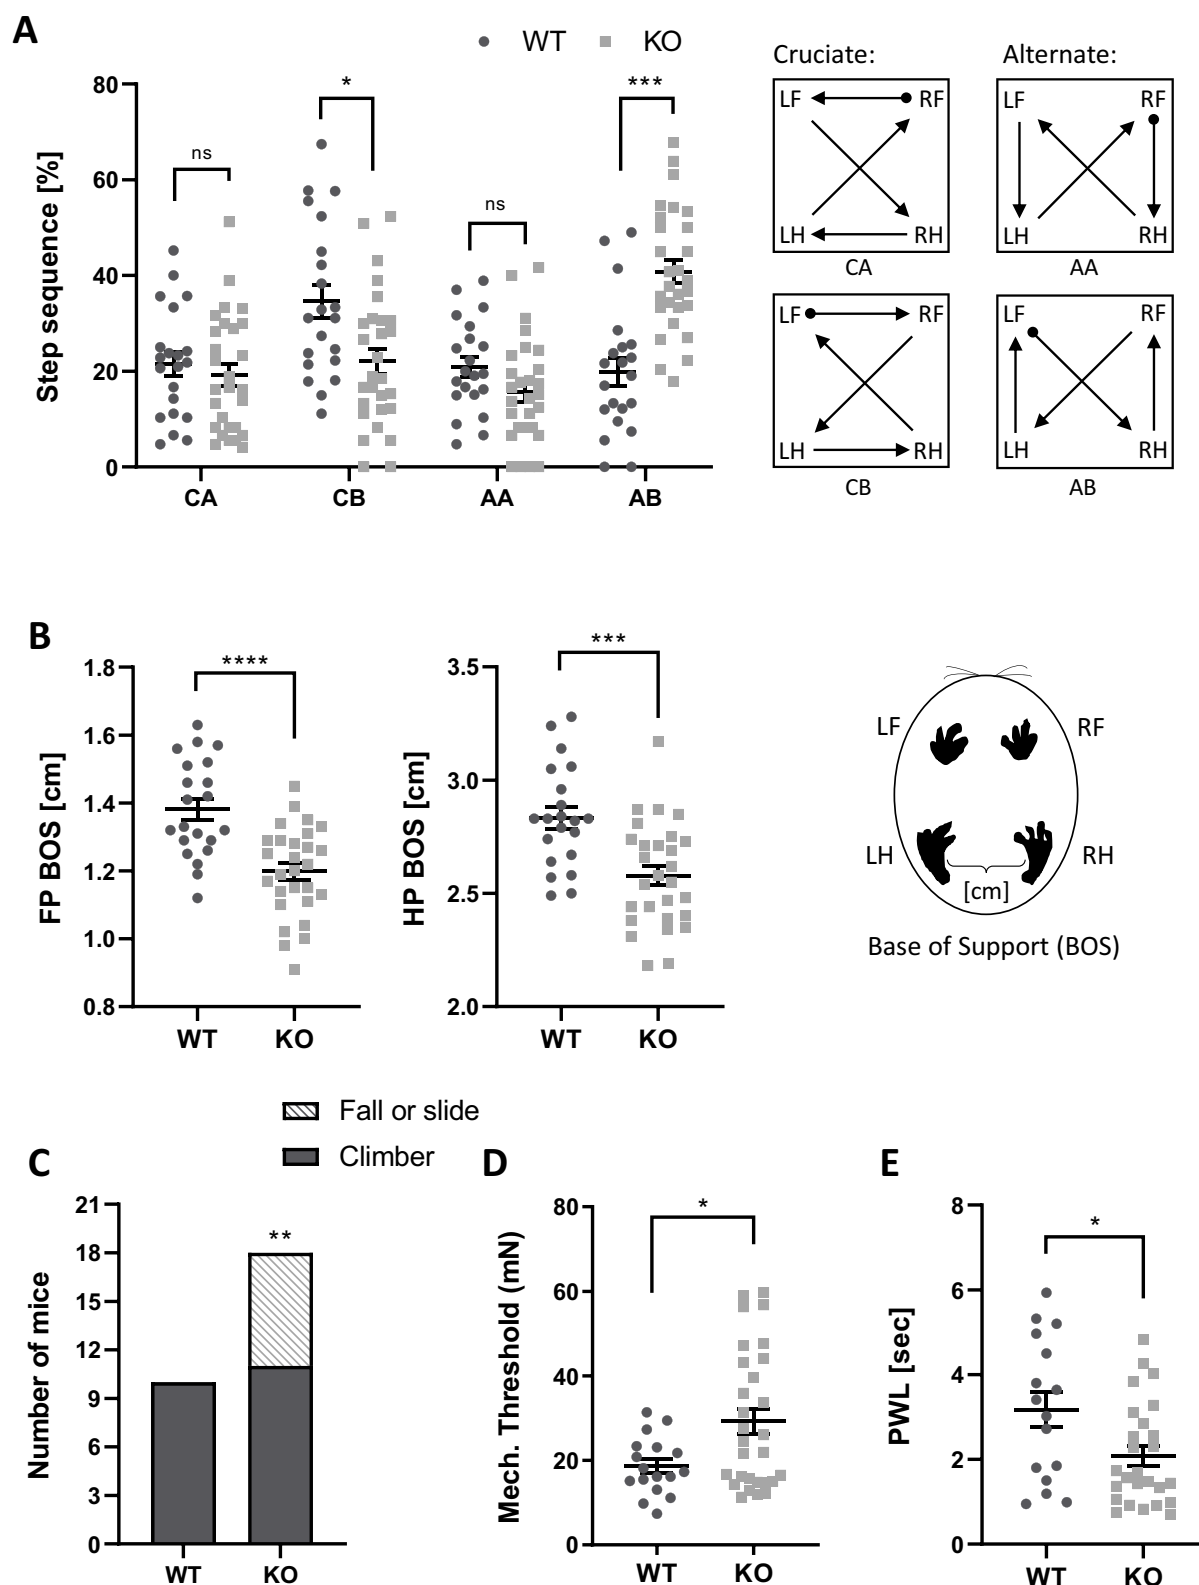 A
WT KO
Cruciate: Alternate:
Step sequence [%]
80
60
40
20
0
ns
*
ns
***
CA CB AA AB
LF RF
LH RH
CA
LF RF
LH RH
AA
LF RF
LH RH
CB
LF RF
LH RH
AB
B
FP BOS [cm]
1.8
1.6
1.4
1.2
1.0
0.8
****
WT KO
HP BOS [cm]
3.5
3.0
2.5
2.0
***
WT KO
LF RF
LH RH
[cm]
Base of Support (BOS)
Fall or slide
Climber
C
Number of mice
21
18
15
12
9
6
3
0
**
WT KO
D
Mech. Threshold (mN)
80
60
40
20
0
*
WT KO
E
PWL [sec]
8
6
4
2
0
*
WT KO